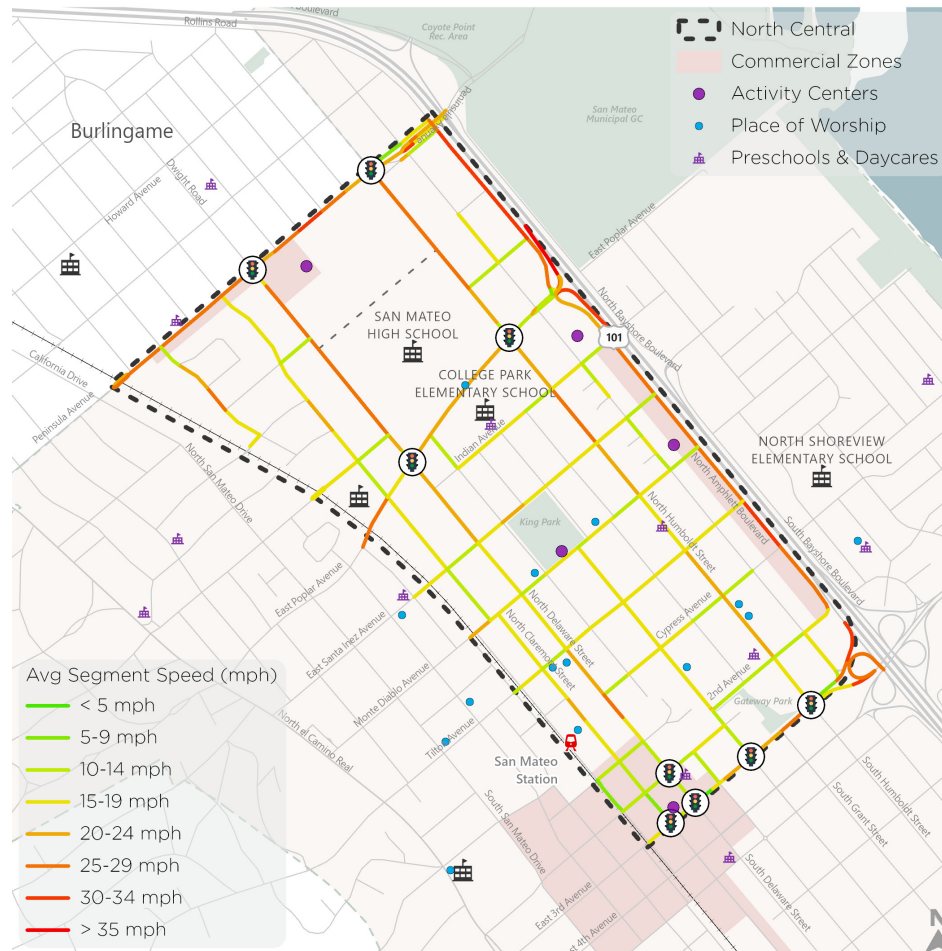 Boulevard
Rollins Road
Coyote Point
Rec. Area
North Central
Commercial Zones
Activity Centers
Place of Worship
Preschools & Daycares
San Mateo
Municipal GC
Burlingame
Dwight Road
Howard Avenue
East Poplar Avenue
North Bayshore Boulevard
SAN MATEO
HIGH SCHOOL
101
California Drive
Peninsula Avenue
COLLEGE PARK
ELEMENTARY SCHOOL
Indian Avenue
NORTH SHOREVIEW
ELEMENTARY SCHOOL
North San Mateo Drive
North Amphlett Boulevard
North Humboldt Street
King Park
South Bayshore Boulevard
East Poplar Avenue
East Santa Inez Avenue
North Delaware Street
North Claremont Street
Cypress Avenue
Monte Diablo Avenue
2nd Avenue
Gateway Park
Avg Segment Speed (mph)
< 5 mph
5-9 mph
10-14 mph
15-19 mph
20-24 mph
25-29 mph
30-34 mph
> 35 mph
North el Camino Real
Tilton Avenue
San Mateo
Station
South San Mateo Drive
South Humboldt Street
South Grant Street
South Delaware Street
East 3rd Avenue
East 4th Avenue
N